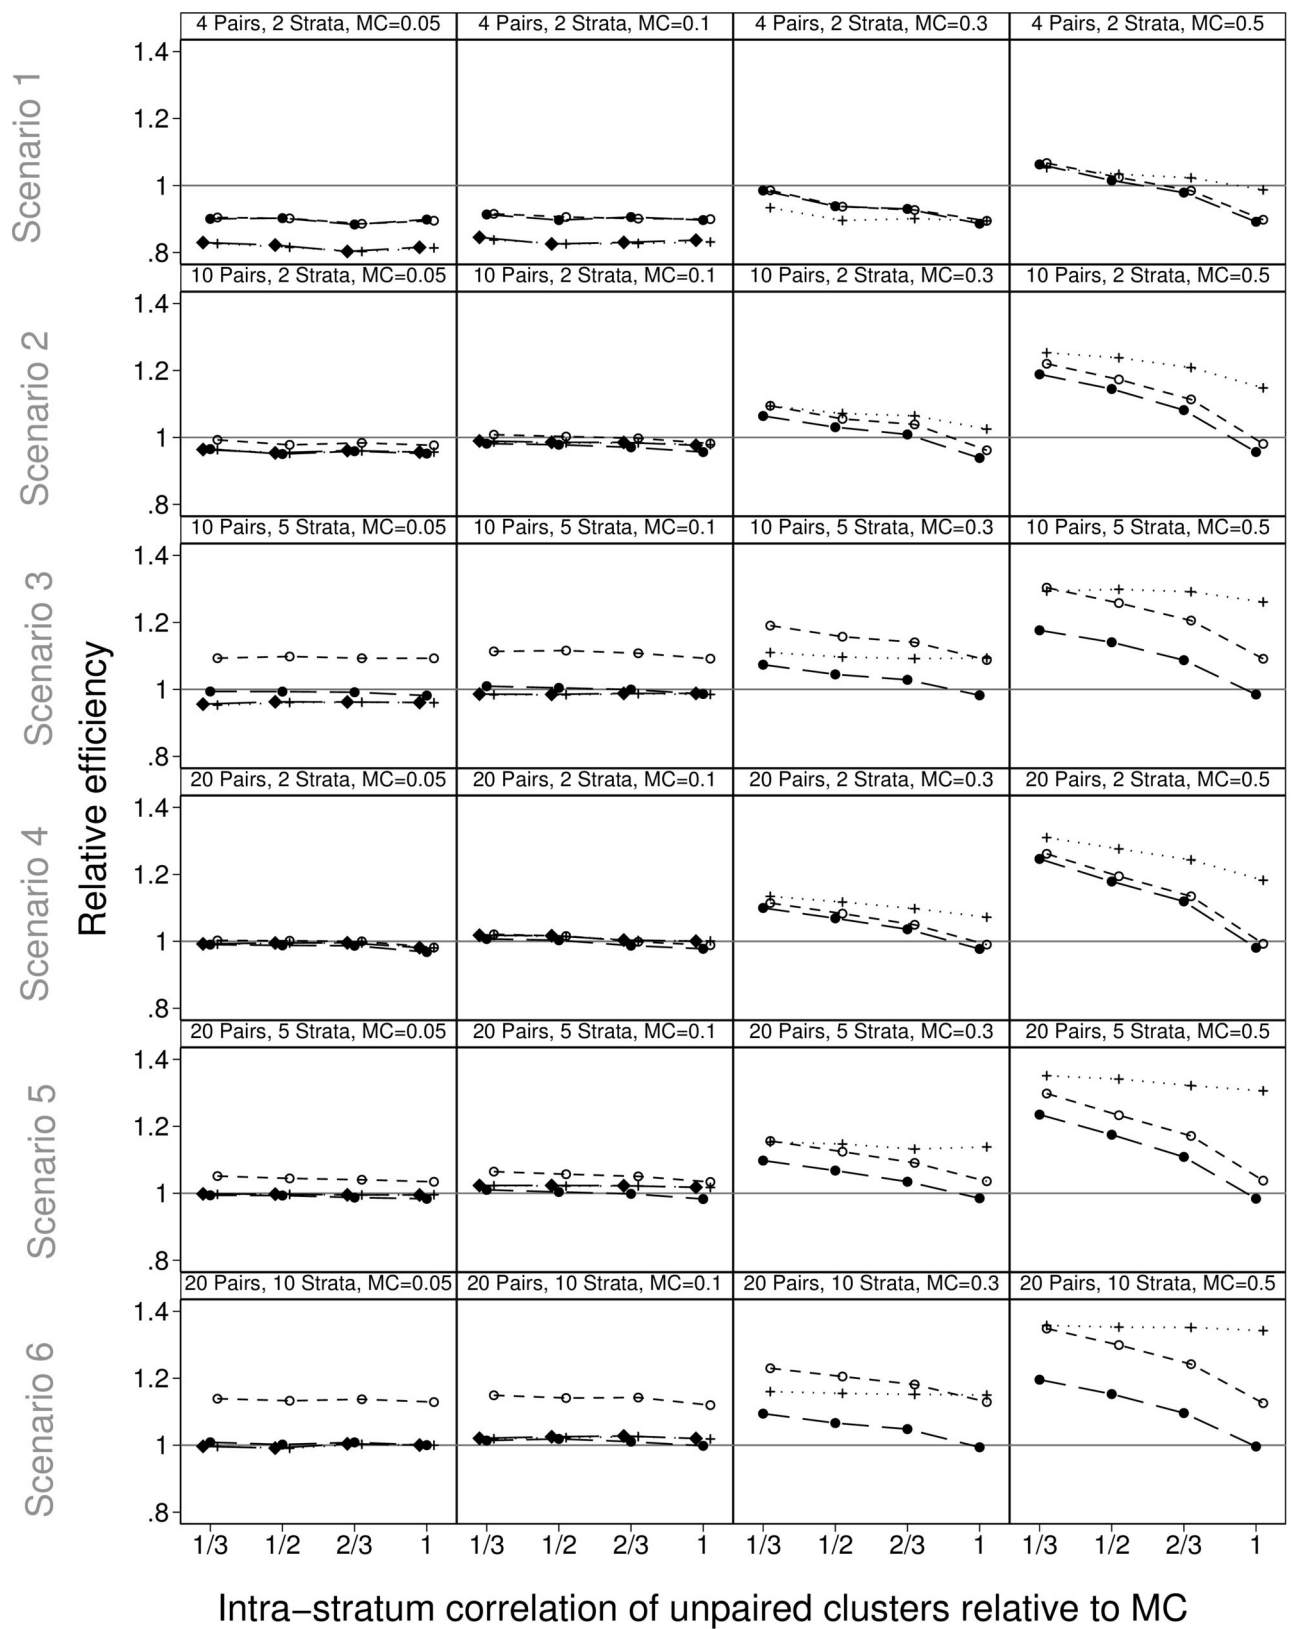 4 Pairs, 2 Strata, MC=0.05
4 Pairs, 2 Strata, MC=0.1
4 Pairs, 2 Strata, MC=0.3
4 Pairs, 2 Strata, MC=0.5
Scenario 1
1.4
1.2
1
.8
10 Pairs, 2 Strata, MC=0.05
10 Pairs, 2 Strata, MC=0.1
10 Pairs, 2 Strata, MC=0.3
10 Pairs, 2 Strata, MC=0.5
Scenario 2
1.4
1.2
1
.8
10 Pairs, 5 Strata, MC=0.05
10 Pairs, 5 Strata, MC=0.1
10 Pairs, 5 Strata, MC=0.3
10 Pairs, 5 Strata, MC=0.5
Scenario 3
1.4
1.2
1
.8
Relative efficiency
20 Pairs, 2 Strata, MC=0.05
20 Pairs, 2 Strata, MC=0.1
20 Pairs, 2 Strata, MC=0.3
20 Pairs, 2 Strata, MC=0.5
Scenario 4
1.4
1.2
1
.8
20 Pairs, 5 Strata, MC=0.05
20 Pairs, 5 Strata, MC=0.1
20 Pairs, 5 Strata, MC=0.3
20 Pairs, 5 Strata, MC=0.5
Scenario 5
1.4
1.2
1
.8
20 Pairs, 10 Strata, MC=0.05
20 Pairs, 10 Strata, MC=0.1
20 Pairs, 10 Strata, MC=0.3
20 Pairs, 10 Strata, MC=0.5
Scenario 6
1.4
1.2
1
.8
1/3 1/2 2/3 1
1/3 1/2 2/3 1
1/3 1/2 2/3 1
1/3 1/2 2/3 1
Intra−stratum correlation of unpaired clusters relative to MC